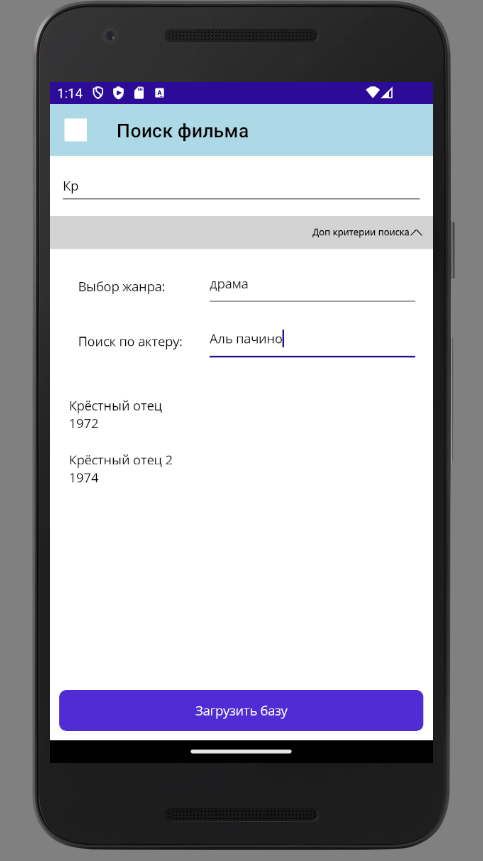 1:14
Поиск фильма
Кр
Доп критерии поиска
Выбор жанра:
драма
Поиск по актеру:
Аль пачино
Крёстный отец
1972
Крёстный отец 2
1974
Загрузить базу